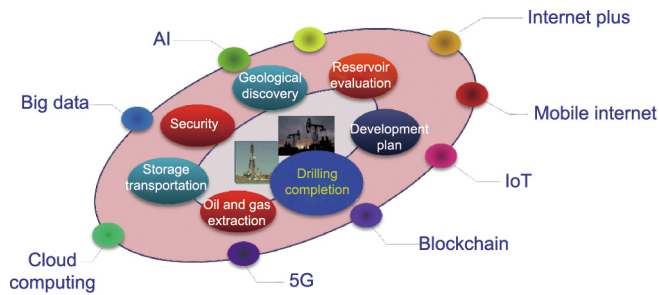 Internet plus
AI
Geological
discovery
Reservoir
evaluation
Big data
Mobile internet
Security
Development
plan
Storage
transportation
Drilling
completion
IoT
Oil and gas
extraction
Blockchain
Cloud
computing
5G